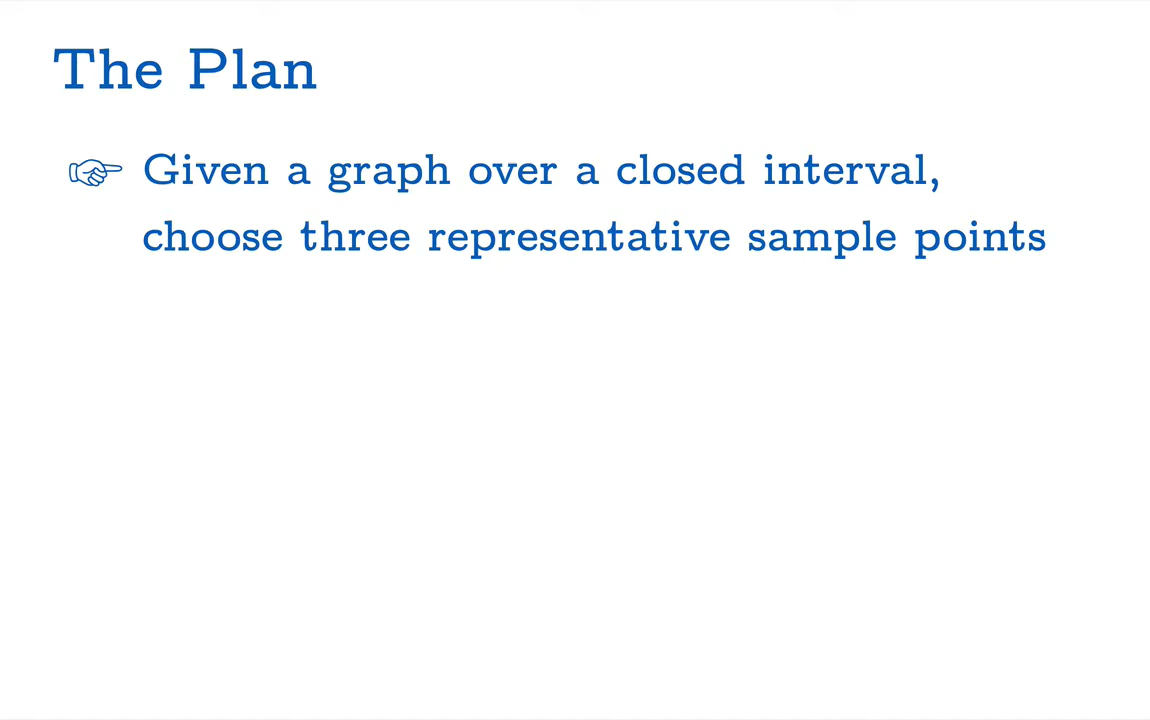 The Plan
☞ Given a graph over a closed interval,
choose three representative sample points